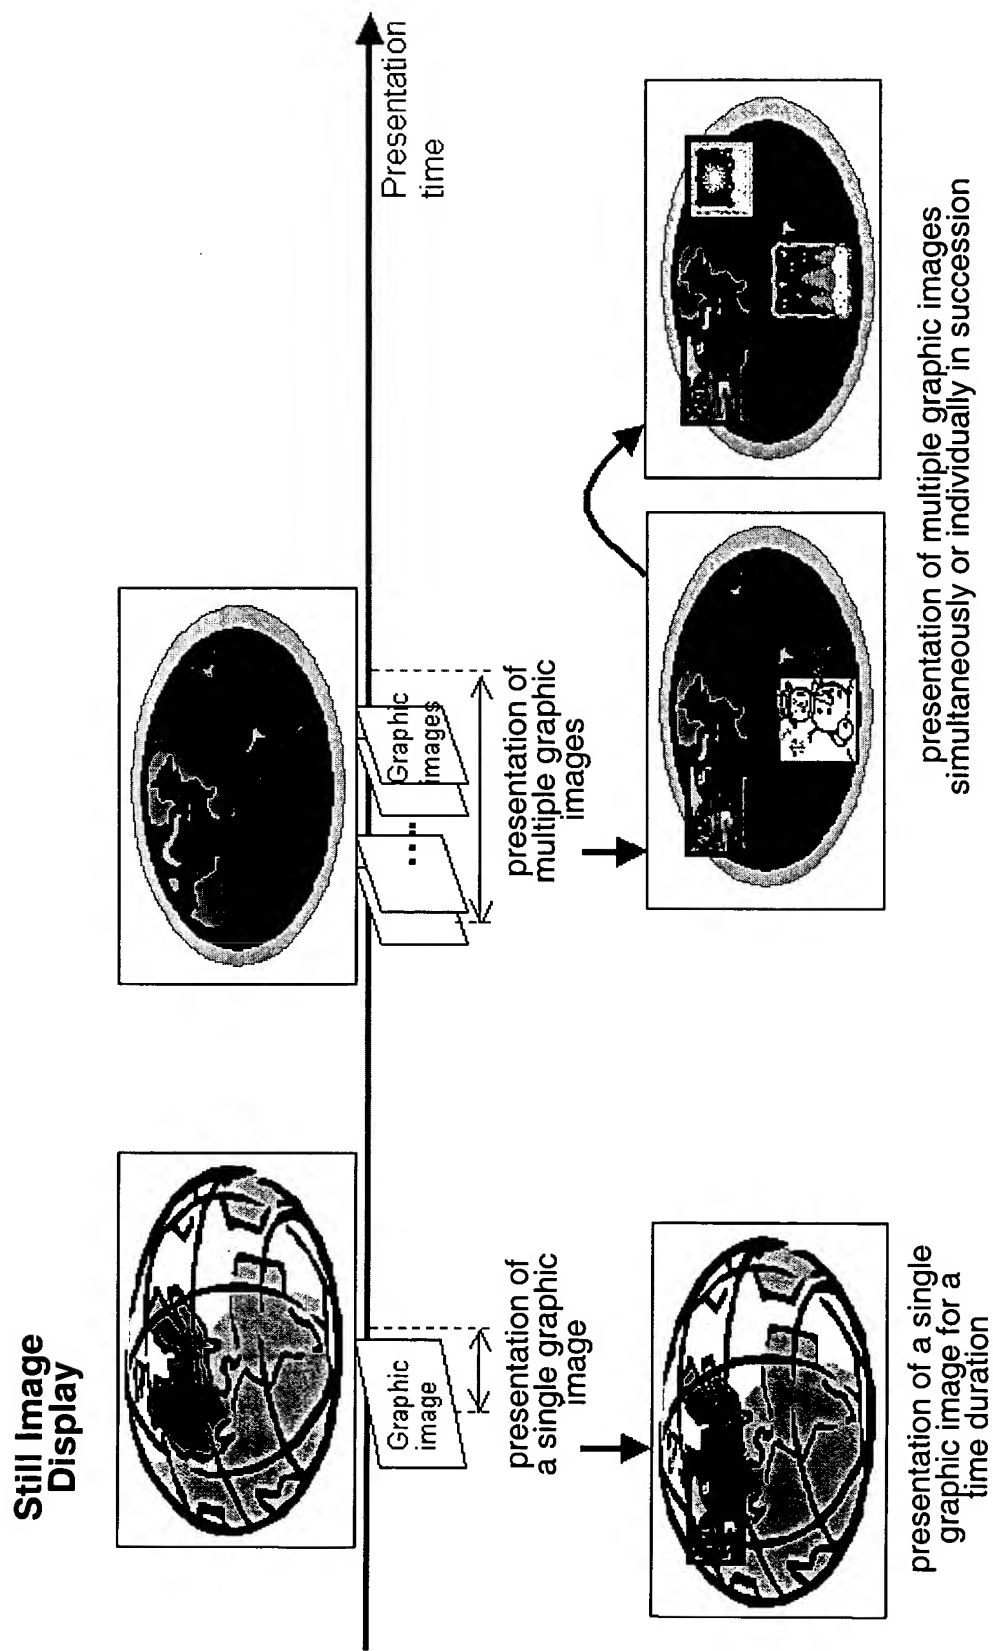 Still Image
Display
Graphic
image
presentation of
a single graphic
image
presentation of a single
graphic image for a
time duration
Graphic
images
presentation of
multiple graphic
images
presentation of multiple graphic images
simultaneously or individually in succession
Presentation
time